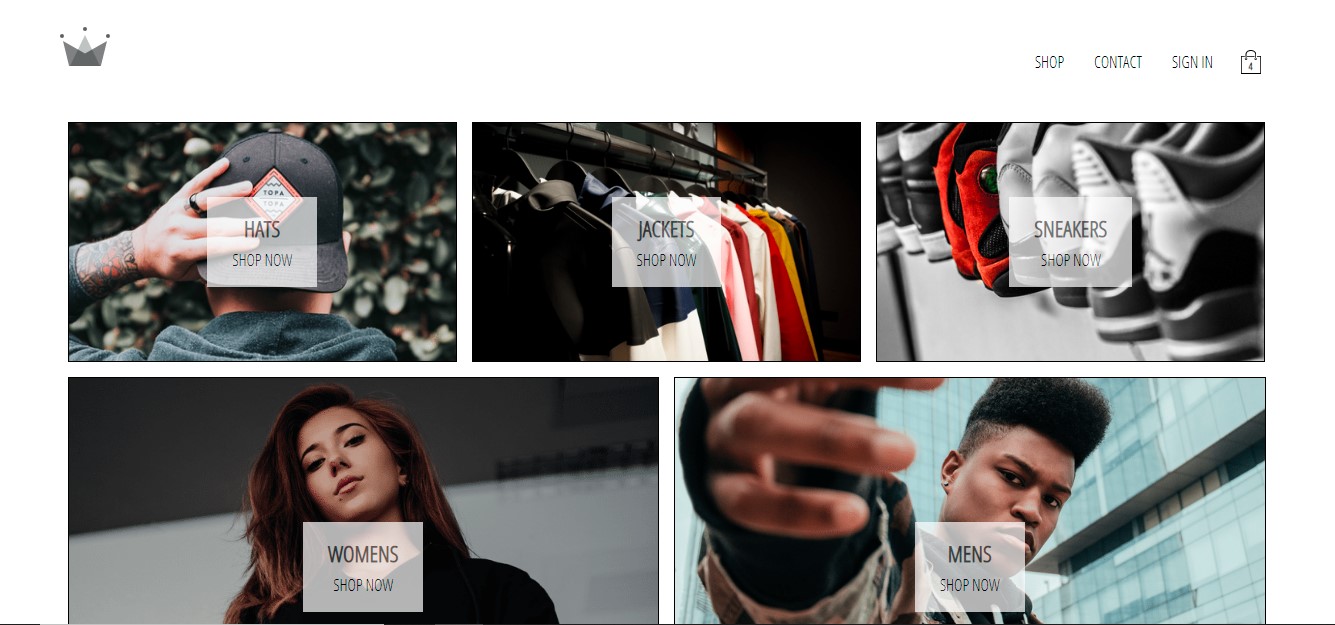 SHOP
CONTACT
SIGN IN
4
TOPA
TOPA
HATS
SHOP NOW
JACKETS
SHOP NOW
SNEAKERS
SHOP NOW
WOMENS
SHOP NOW
MENS
SHOP NOW